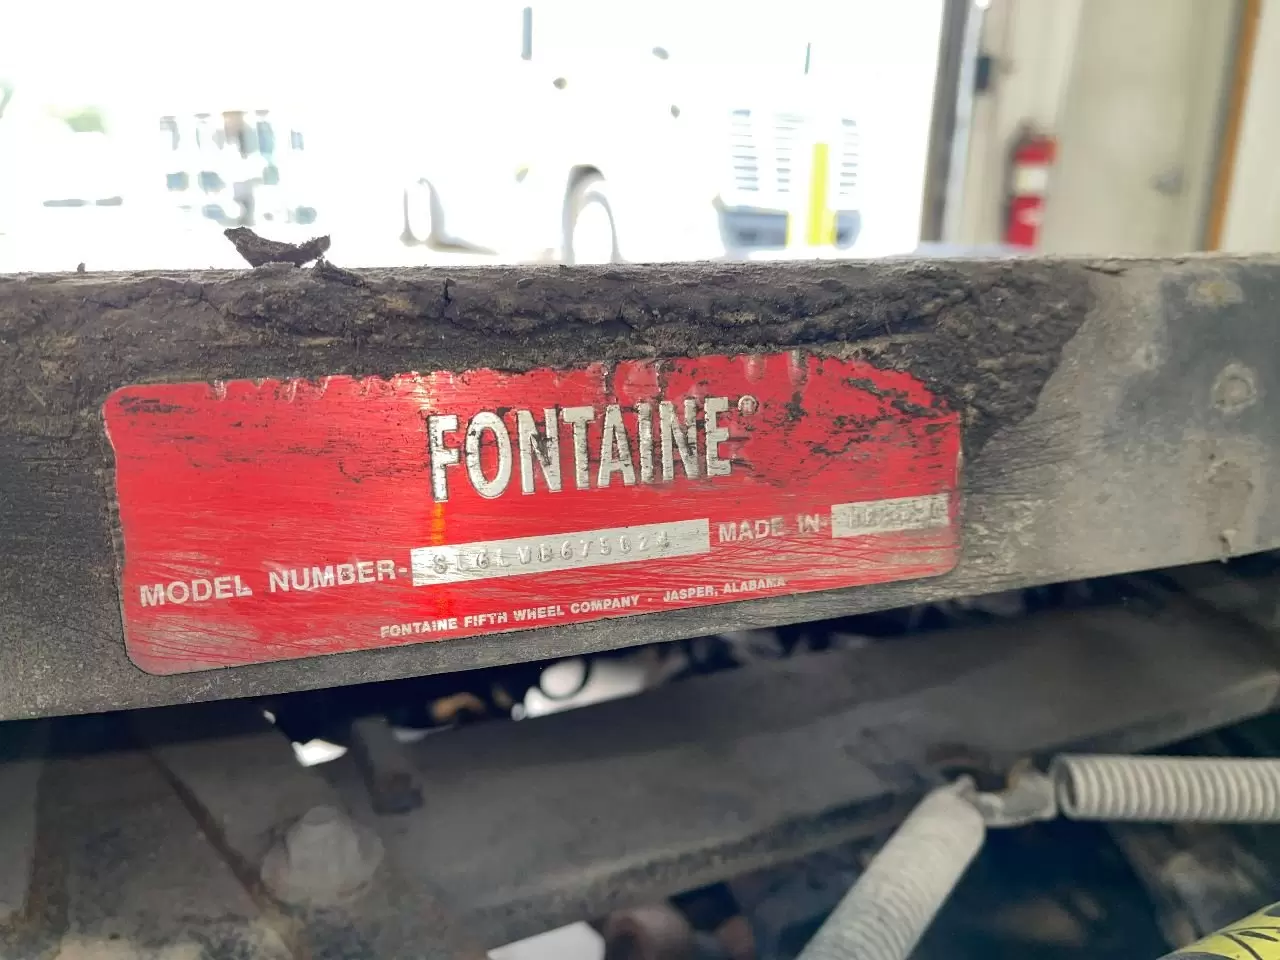 FONTAINE®
MODEL NUMBER- MADE IN-
FONTAINE FIFTH WHEEL COMPANY - JASPER, ALABAMA